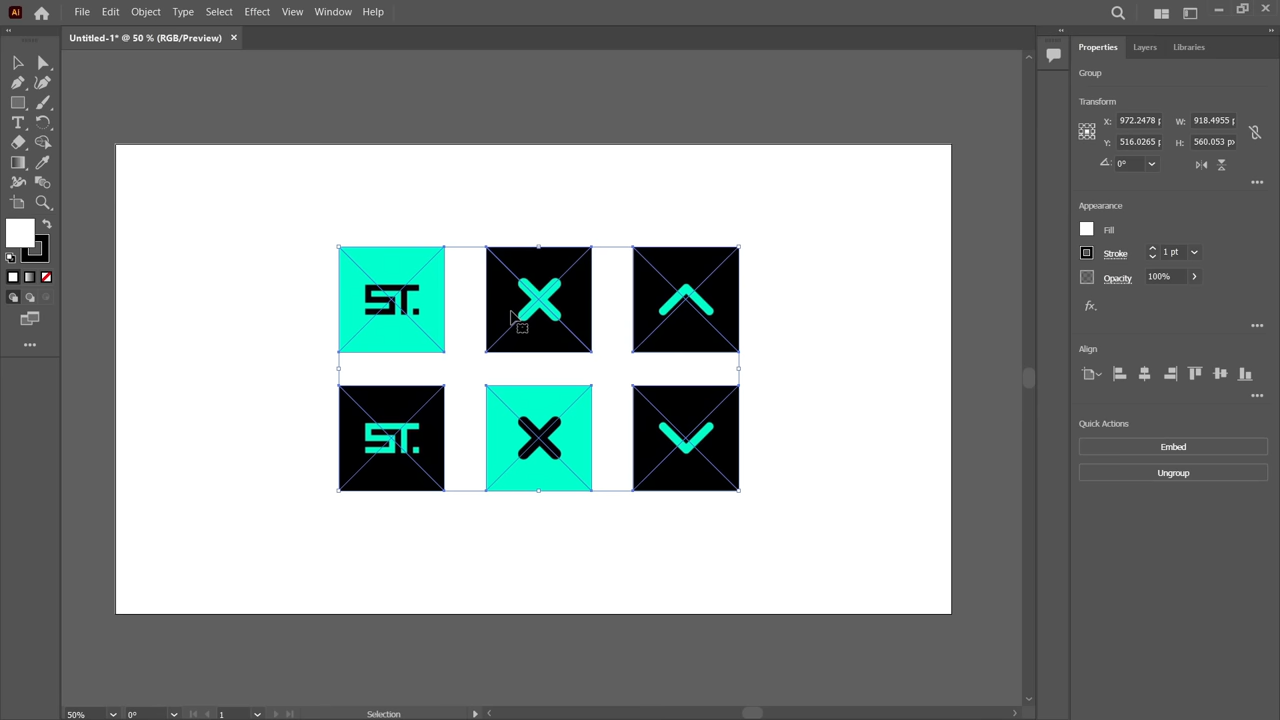 Ai
File Edit Object Type Select Effect View Window Help
Untitled-1* @ 50 % (RGB/Preview) ×
Properties Layers Libraries
Group
Transform
X: 972.2478 p W: 918.4955 p
Y: 516.0265 p H: 560.053 px
0°
Appearance
Fill
Stroke 1 pt
Opacity 100%
fx.
Align
Quick Actions
Embed
Ungroup
ST.
ST.
50% 0° 1 Selection